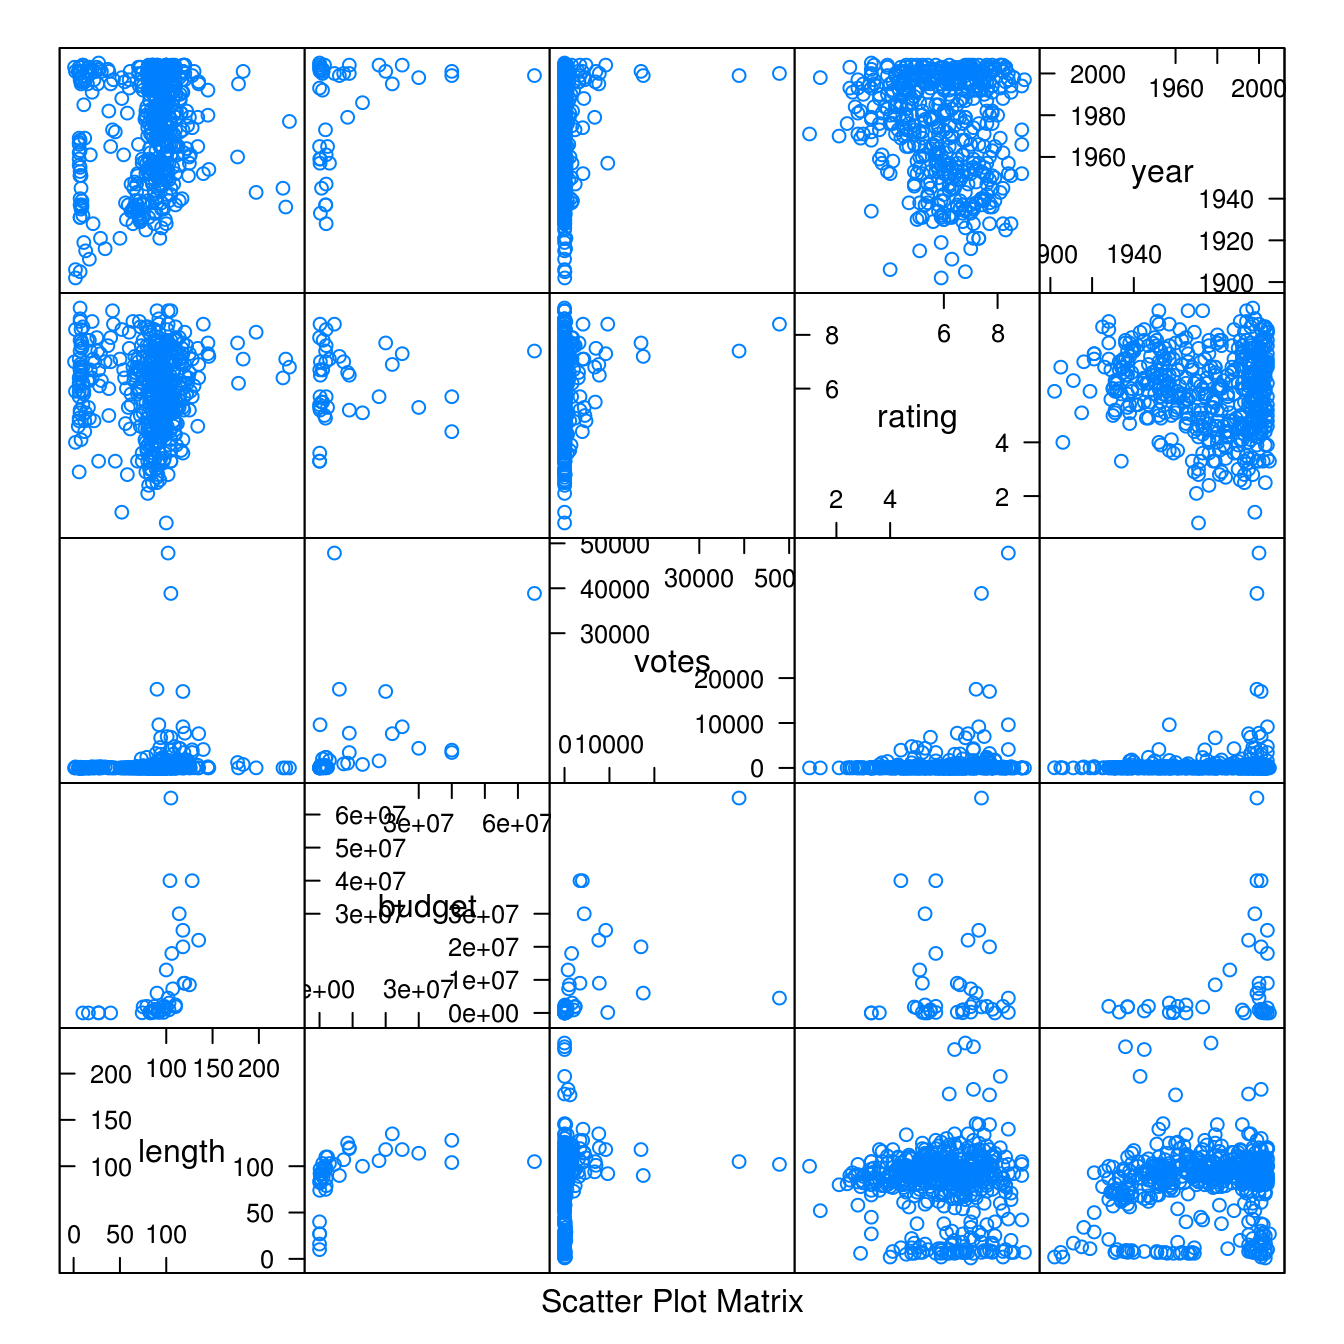 2000
1960 2000
1980
1960
year
1940
900 1940
1920
1900
8
6 8
6
rating
4
2 4
2
50000
30000 500
40000
30000
votes
20000
10000
0 10000
0
6e+07
3e+07 6e+07
5e+07
4e+07
budget
3e+07 3e+07
2e+07
1e+07
e+00 3e+07
0e+00
100 150 200
200
150
length
100 100
50
0 50 100
0
Scatter Plot Matrix